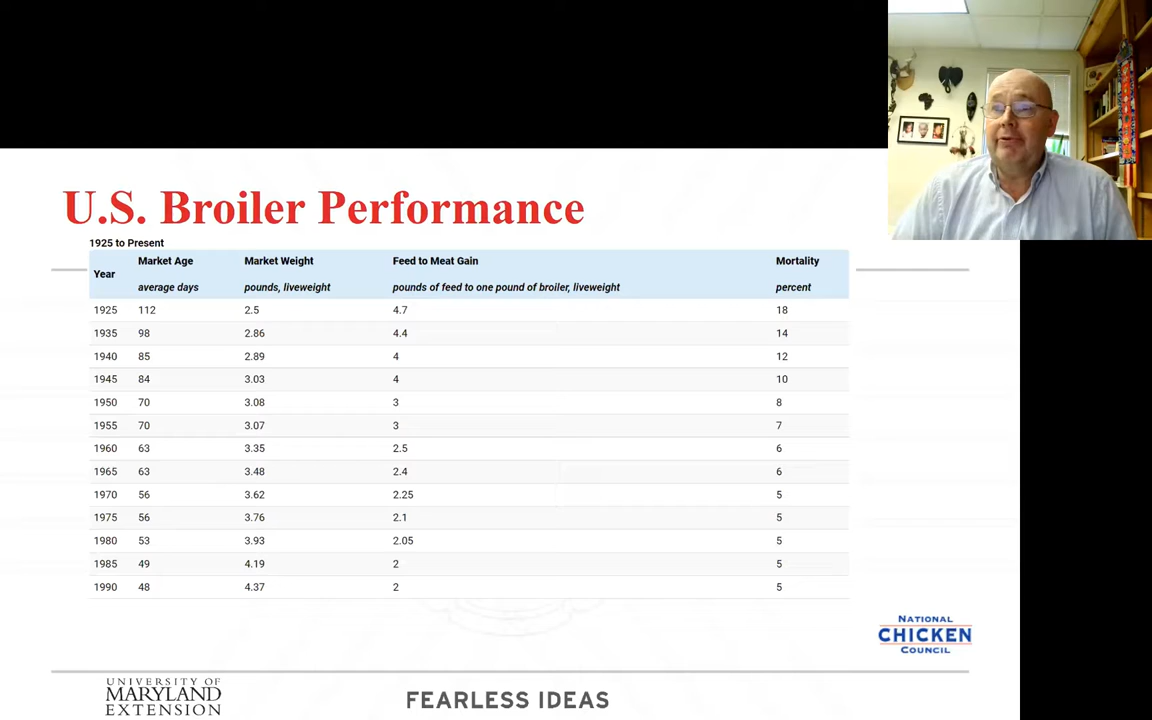 U.S. Broiler Performance
1925 to Present
Year Market Age Market Weight Feed to Meat Gain Mortality
average days pounds, liveweight pounds of feed to one pound of broiler, liveweight percent
1925 112 2.5 4.7 18
1935 98 2.86 4.4 14
1940 85 2.89 4 12
1945 84 3.03 4 10
1950 70 3.08 3 8
1955 70 3.07 3 7
1960 63 3.35 2.5 6
1965 63 3.48 2.4 6
1970 56 3.62 2.25 5
1975 56 3.76 2.1 5
1980 53 3.93 2.05 5
1985 49 4.19 2 5
1990 48 4.37 2 5
NATIONAL
CHICKEN
COUNCIL
UNIVERSITY OF
MARYLAND
EXTENSION
FEARLESS IDEAS